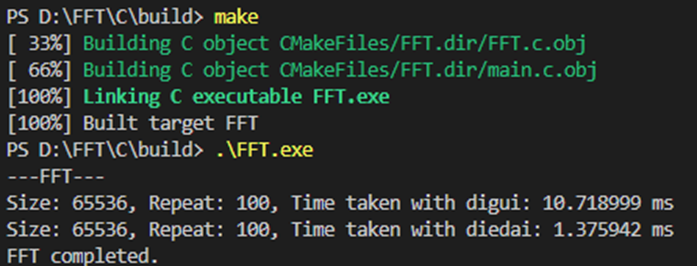 PS D:\FFT\C\build> make
[ 33%] Building C object CMakeFiles/FFT.dir/FFT.c.obj
[ 66%] Building C object CMakeFiles/FFT.dir/main.c.obj
[100%] Linking C executable FFT.exe
[100%] Built target FFT
PS D:\FFT\C\build> .\FFT.exe
---FFT---
Size: 65536, Repeat: 100, Time taken with digui: 10.718999 ms
Size: 65536, Repeat: 100, Time taken with diedai: 1.375942 ms
FFT completed.